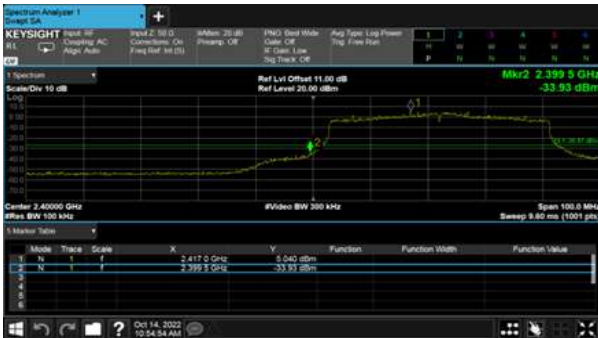 Spectrum Analyzer 1
Swept SA
+
KEYSIGHT Input: RF
RL Coupling: AC
Align: Auto
Input Z: 50 Ω
Corrections: On
Freq Ref: Int (S)
#Atten: 20 dB
Preamp: Off
PNO: Best Wide
Gate: Off
IF Gain: Low
Sig Track: Off
Avg Type: Log-Power
Trig: Free Run
1 2 3 4 5 6
M W W W W W
P N N N N N
1 Spectrum
Scale/Div 10 dB
Log
Ref Lvl Offset 11.00 dB
Ref Level 20.00 dBm
Mkr2 2.399 5 GHz
-33.93 dBm
1
2
Center 2.40000 GHz
#Res BW 100 kHz
#Video BW 300 kHz
Span 100.0 MHz
Sweep 9.80 ms (1001 pts)
5 Marker Table
Mode Trace Scale X Y Function Function Width Function Value
1 N 1 f 2.417 0 GHz 5.040 dBm
2 N 1 f 2.399 5 GHz -33.93 dBm
3
4
5
6
?
Oct 14, 2022
10:54:54 AM